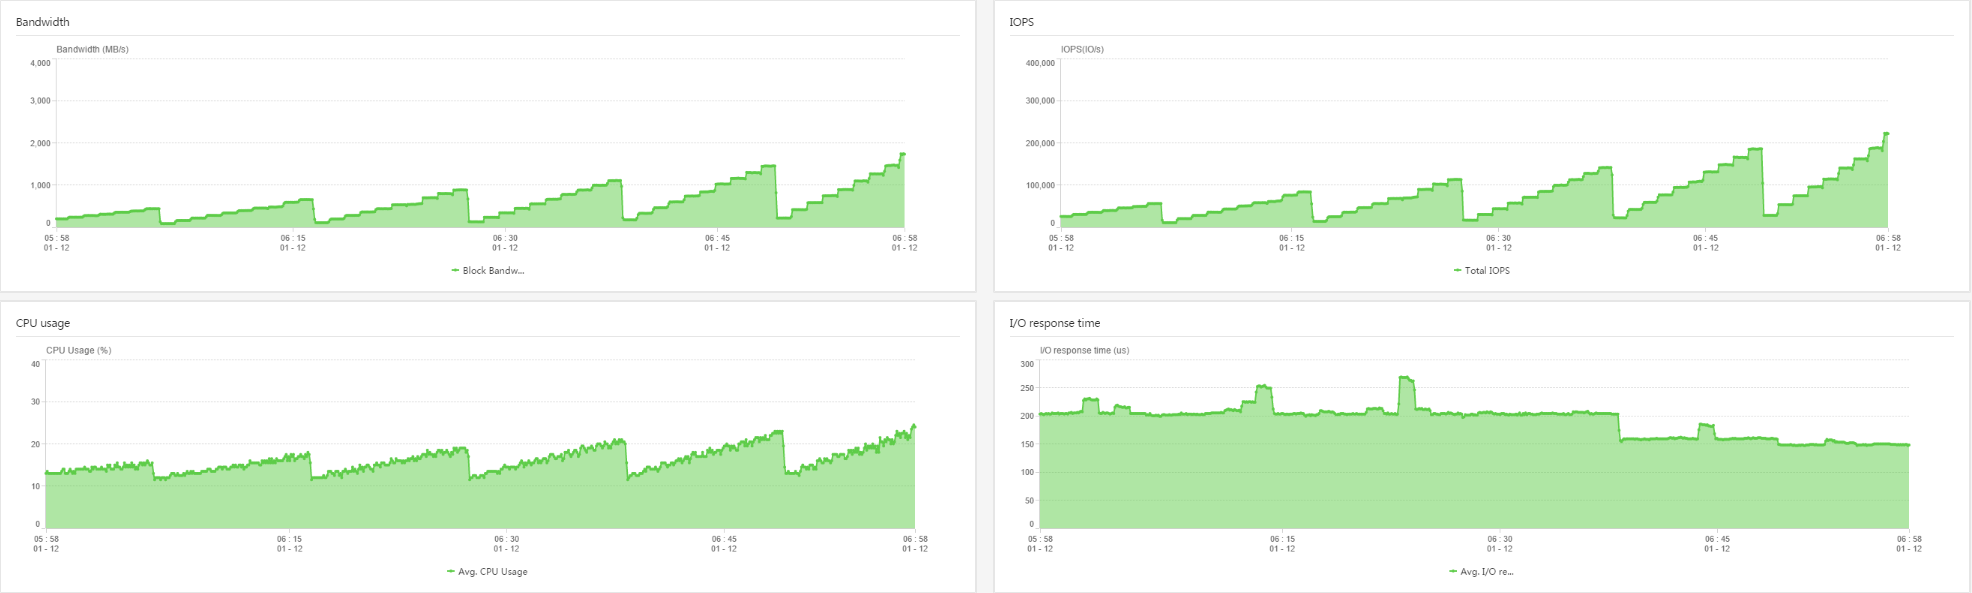 Bandwidth
Bandwidth (MB/s)
4,000
3,000
2,000
1,000
0
05 : 58
01 - 12
06 : 15
01 - 12
06 : 30
01 - 12
06 : 45
01 - 12
06 : 58
01 - 12
Block Bandw...
IOPS
IOPS(IO/s)
400,000
300,000
200,000
100,000
0
05 : 58
01 - 12
06 : 15
01 - 12
06 : 30
01 - 12
06 : 45
01 - 12
06 : 58
01 - 12
Total IOPS
CPU usage
CPU Usage (%)
40
30
20
10
0
05 : 58
01 - 12
06 : 15
01 - 12
06 : 30
01 - 12
06 : 45
01 - 12
06 : 58
01 - 12
Avg. CPU Usage
I/O response time
I/O response time (us)
300
250
200
150
100
50
0
05 : 58
01 - 12
06 : 15
01 - 12
06 : 30
01 - 12
06 : 45
01 - 12
06 : 58
01 - 12
Avg. I/O re...